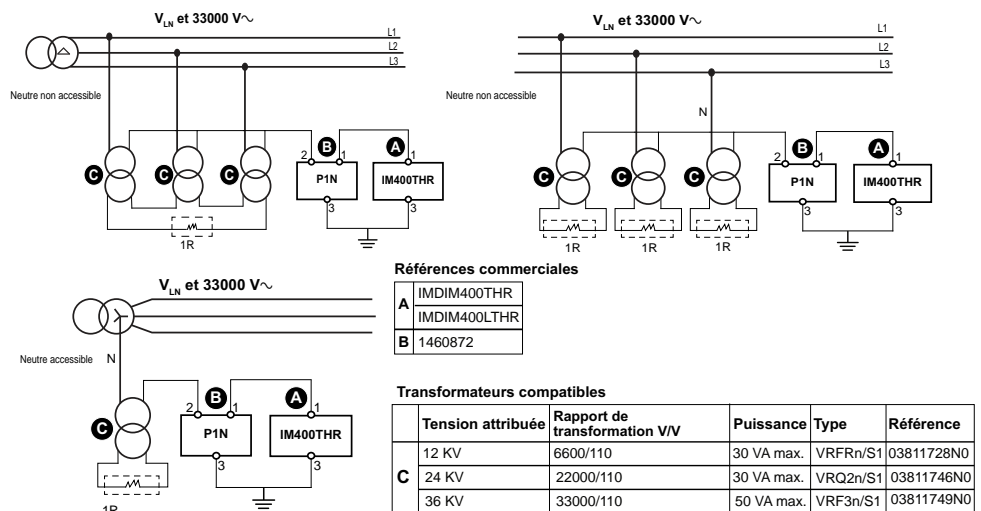 V LN et 33000 V∿
L1
L2
L3
Neutre non accessible
C
C
C
2
B
1
P1N
3
A
1
IM400THR
3
1R
V LN et 33000 V∿
L1
L2
L3
Neutre non accessible
N
C
C
C
2
B
1
P1N
3
A
1
IM400THR
3
1R
1R
1R
V LN et 33000 V∿
Neutre accessible
N
C
2
B
1
P1N
3
A
1
IM400THR
3
1R
Références commerciales
A
IMDIM400THR
IMDIM400LTHR
B 1460872
Transformateurs compatibles
Tension attribuée Rapport de transformation V/V Puissance Type Référence
C
12 KV 6600/110 30 VA max. VRFRn/S1 03811728N0
24 KV 22000/110 30 VA max. VRQ2n/S1 03811746N0
36 KV 33000/110 50 VA max. VRF3n/S1 03811749N0